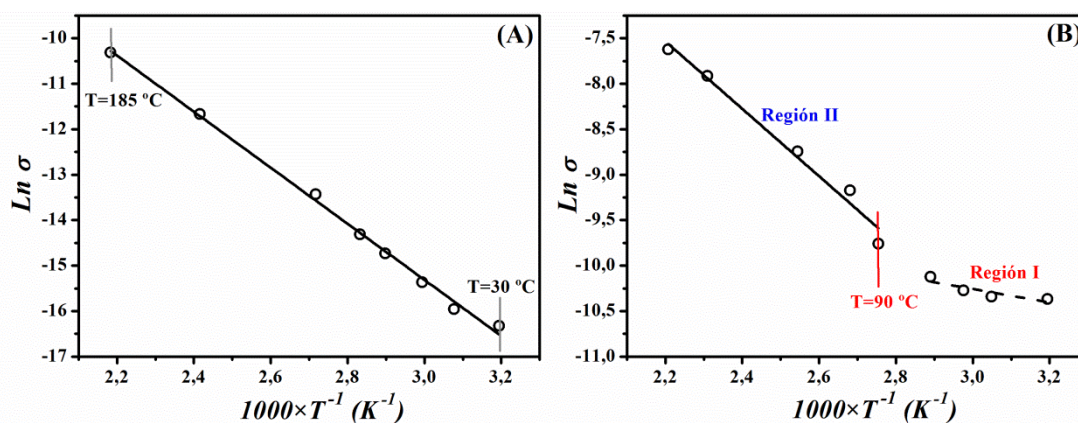 (A)
Ln σ
-10
-11
-12
-13
-14
-15
-16
-17
T=185 ºC
T=30 ºC
2,2
2,4
2,6
2,8
3,0
3,2
1000×T⁻¹ (K⁻¹)
(B)
Ln σ
-7,5
-8,0
-8,5
-9,0
-9,5
-10,0
-10,5
-11,0
Región II
Región I
T=90 ºC
2,2
2,4
2,6
2,8
3,0
3,2
1000×T⁻¹ (K⁻¹)